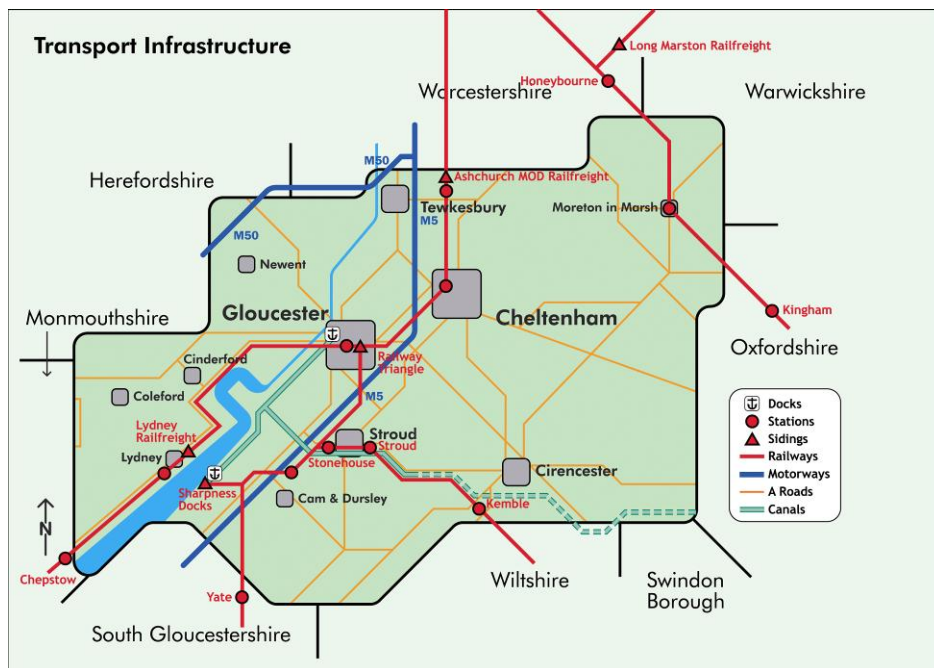 Transport Infrastructure
Long Marston Railfreight
Honeybourne
Worcestershire
Warwickshire
M50
Herefordshire
Ashchurch MOD Railfreight
Tewkesbury
Moreton in Marsh
M5
M50
Newent
Gloucester
Cheltenham
Kingham
Monmouthshire
Oxfordshire
Railway
Triangle
Cinderford
Coleford
M5
Docks
Stations
Sidings
Railways
Motorways
A Roads
Canals
Lydney
Railfreight
Stroud
Stroud
Lydney
Stonehouse
Cirencester
Sharpness
Docks
Cam & Dursley
Kemble
N
Chepstow
Wiltshire
Swindon
Borough
Yate
South Gloucestershire